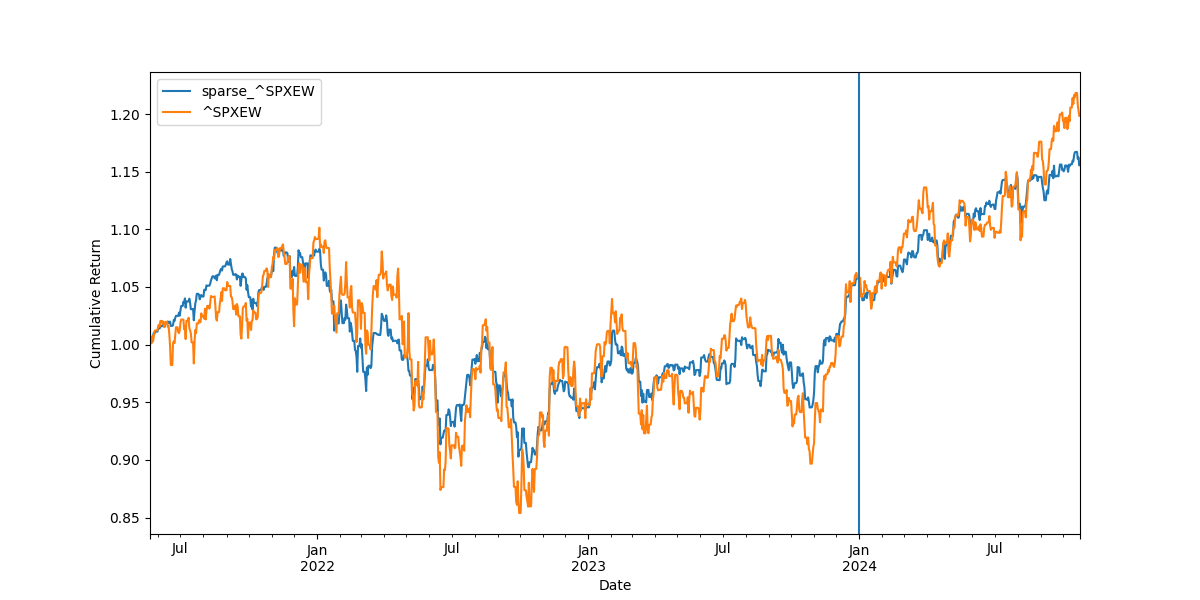 sparse_^SPXEW
^SPXEW
Cumulative Return
1.20
1.15
1.10
1.05
1.00
0.95
0.90
0.85
Jul
Jan
2022
Jul
Jan
2023
Jul
Jan
2024
Jul
Date